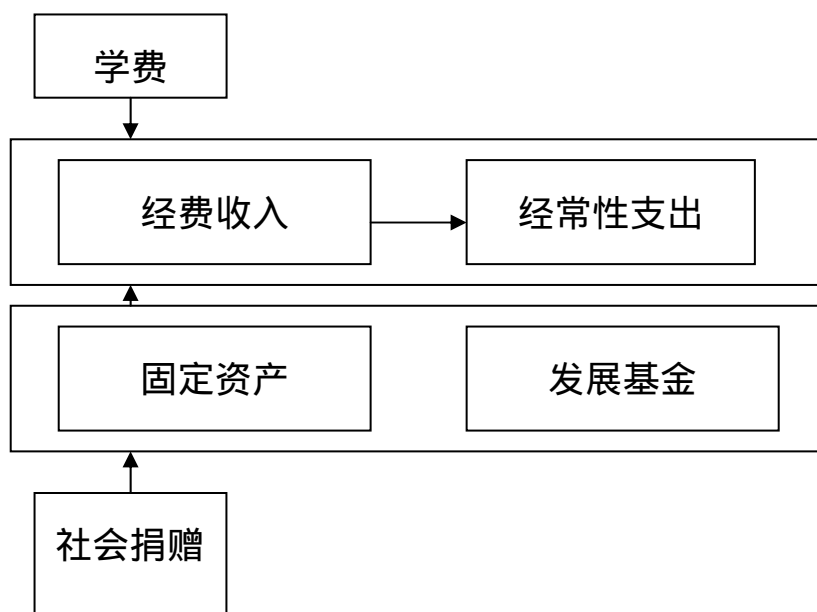 学费
经费收入
经常性支出
固定资产
发展基金
社会捐赠